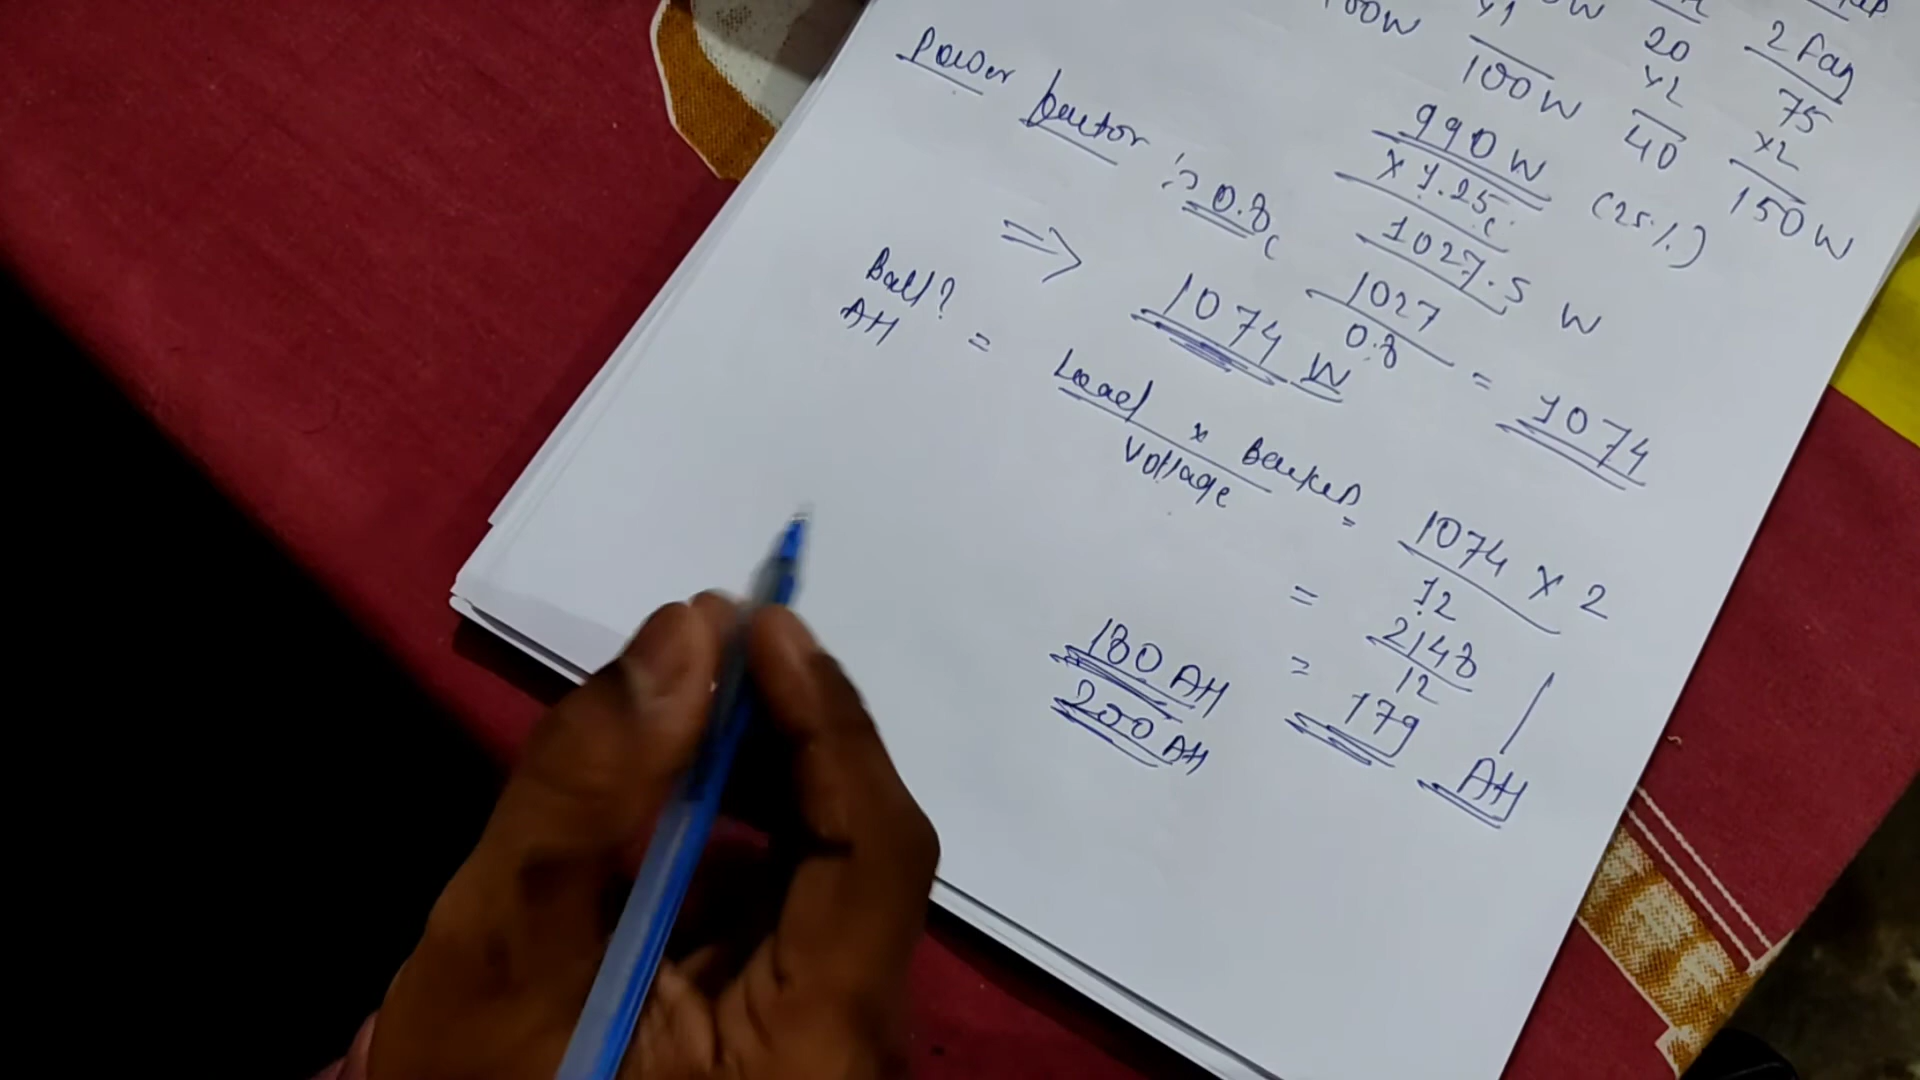 100W
x1
100W
20
x2
40
2 fan
75
x2
150W
990W
x 1.25 (25%)
1027.5 W
Power factor 0.8
1027
0.8
= 1074
=> 1074 W
Batt?
AH
= Load x Backup
Voltage
= 1074 x 2
12
= 2148
12
= 179 AH
180 AH
200 AH